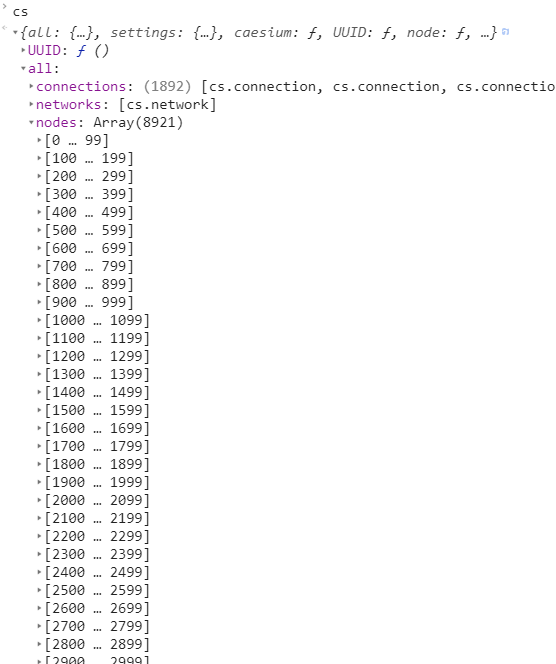 cs
{all: {…}, settings: {…}, caesium: ƒ, UUID: ƒ, node: ƒ, …}
UUID: ƒ ()
all:
connections: (1892) [cs.connection, cs.connection, cs.connectio
networks: [cs.network]
nodes: Array(8921)
[0 … 99]
[100 … 199]
[200 … 299]
[300 … 399]
[400 … 499]
[500 … 599]
[600 … 699]
[700 … 799]
[800 … 899]
[900 … 999]
[1000 … 1099]
[1100 … 1199]
[1200 … 1299]
[1300 … 1399]
[1400 … 1499]
[1500 … 1599]
[1600 … 1699]
[1700 … 1799]
[1800 … 1899]
[1900 … 1999]
[2000 … 2099]
[2100 … 2199]
[2200 … 2299]
[2300 … 2399]
[2400 … 2499]
[2500 … 2599]
[2600 … 2699]
[2700 … 2799]
[2800 … 2899]
[2900 … 2999]